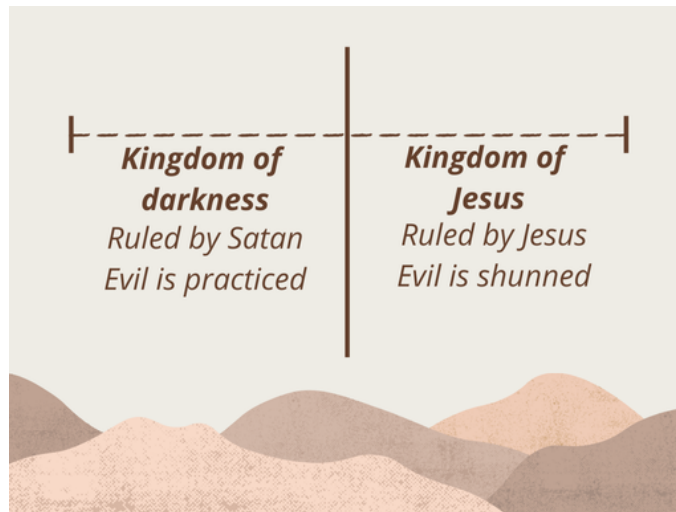 Kingdom of
darkness
Ruled by Satan
Evil is practiced
Kingdom of
Jesus
Ruled by Jesus
Evil is shunned